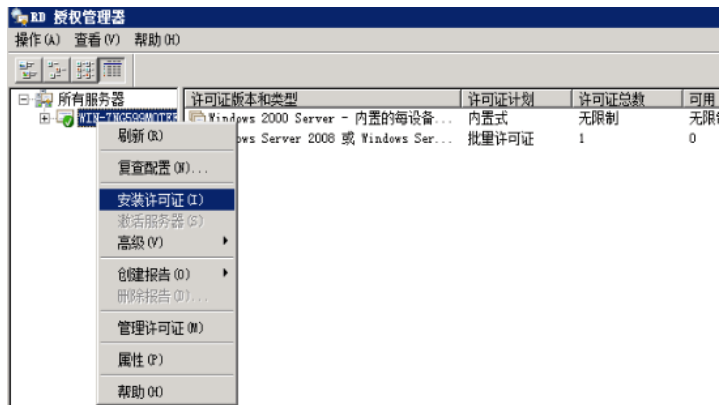 RD 授权管理器
操作(A) 查看(V) 帮助(H)
所有服务器 许可证版本和类型 许可证计划 许可证总数 可用
Windows 2000 Server - 内置的每设备... 内置式 无限制 无限
ows Server 2008 或 Windows Ser... 批量许可证 1 0
刷新(R)
复查配置(W)...
安装许可证(I)
激活服务器(S)
高级(V)
创建报告(O)
删除报告(D)...
管理许可证(M)
属性(P)
帮助(H)